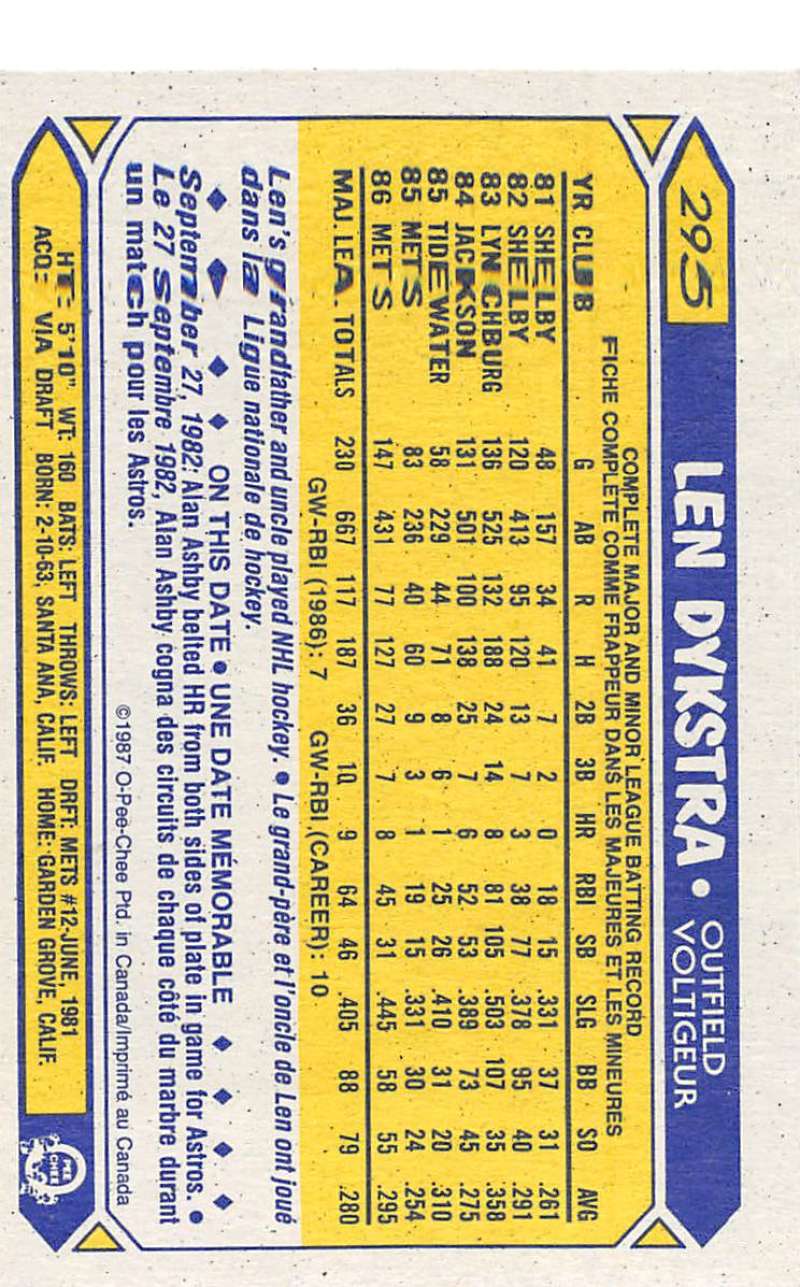 295 LEN DYKSTRA • OUTFIELD
VOLTIGEUR
COMPLETE MAJOR AND MINOR LEAGUE BATTING RECORD
FICHE COMPLÈTE COMME FRAPPEUR DANS LES MAJEURES ET LES MINEURES
YR CLUB G AB R H 2B 3B HR RBI SB SLG BB SO AVG
81 SHELBY 48 157 34 41 7 2 0 18 15 .331 37 31 .261
82 SHELBY 120 413 95 120 13 7 3 38 77 .378 95 40 .291
83 LYNCHBURG 136 525 132 188 24 14 8 81 105 .503 107 35 .358
84 JACKSON 131 501 100 138 25 7 6 52 53 .389 73 45 .275
85 TIDEWATER 58 229 44 71 8 6 1 25 26 .410 31 20 .310
85 METS 83 236 40 60 9 3 1 19 15 .331 30 24 .254
86 METS 147 431 77 127 27 7 8 45 31 .445 58 55 .295
MAJ. LEA. TOTALS 230 667 117 187 36 10 9 64 46 .405 88 79 .280
GW-RBI (1986): 7 GW-RBI (CAREER): 10
Len's grandfather and uncle played NHL hockey. • Le grand-père et l'oncle de Len ont joué
dans la Ligue nationale de hockey.
♦ ♦ ♦ ♦ ON THIS DATE • UNE DATE MÉMORABLE ♦ ♦ ♦ ♦
September 27, 1982: Alan Ashby belted HR from both sides of plate in game for Astros. •
Le 27 septembre 1982, Alan Ashby cogna des circuits de chaque côté du marbre durant
un match pour les Astros.
©1987 O-Pee-Chee Ptd. in Canada/Imprimé au Canada
HT: 5'10" WT: 160 BATS: LEFT THROWS: LEFT DRFT: METS #12-JUNE, 1981
ACQ: VIA DRAFT BORN: 2-10-63, SANTA ANA, CALIF. HOME: GARDEN GROVE, CALIF.
O PEE CHEE